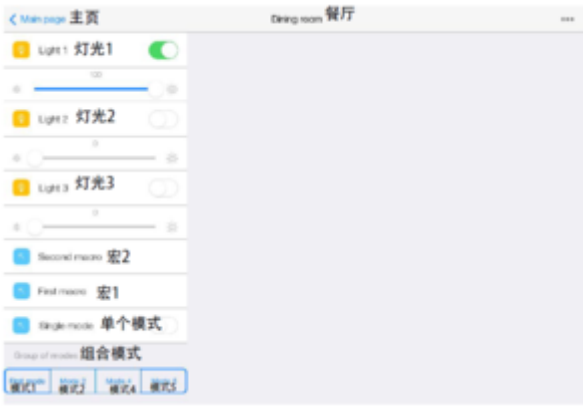 Main page 主页 Dining room 餐厅
Light 1 灯光1
Light 2 灯光2
0
Light 3 灯光3
0
Second macro 宏2
First macro 宏1
Single mode 单个模式
Group of modes 组合模式
模式1 模式2 模式4 模式5